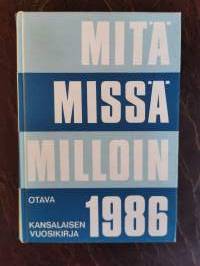 MITÄ
MISSÄ
MILLOIN
OTAVA
KANSALAISEN
VUOSIKIRJA
1986